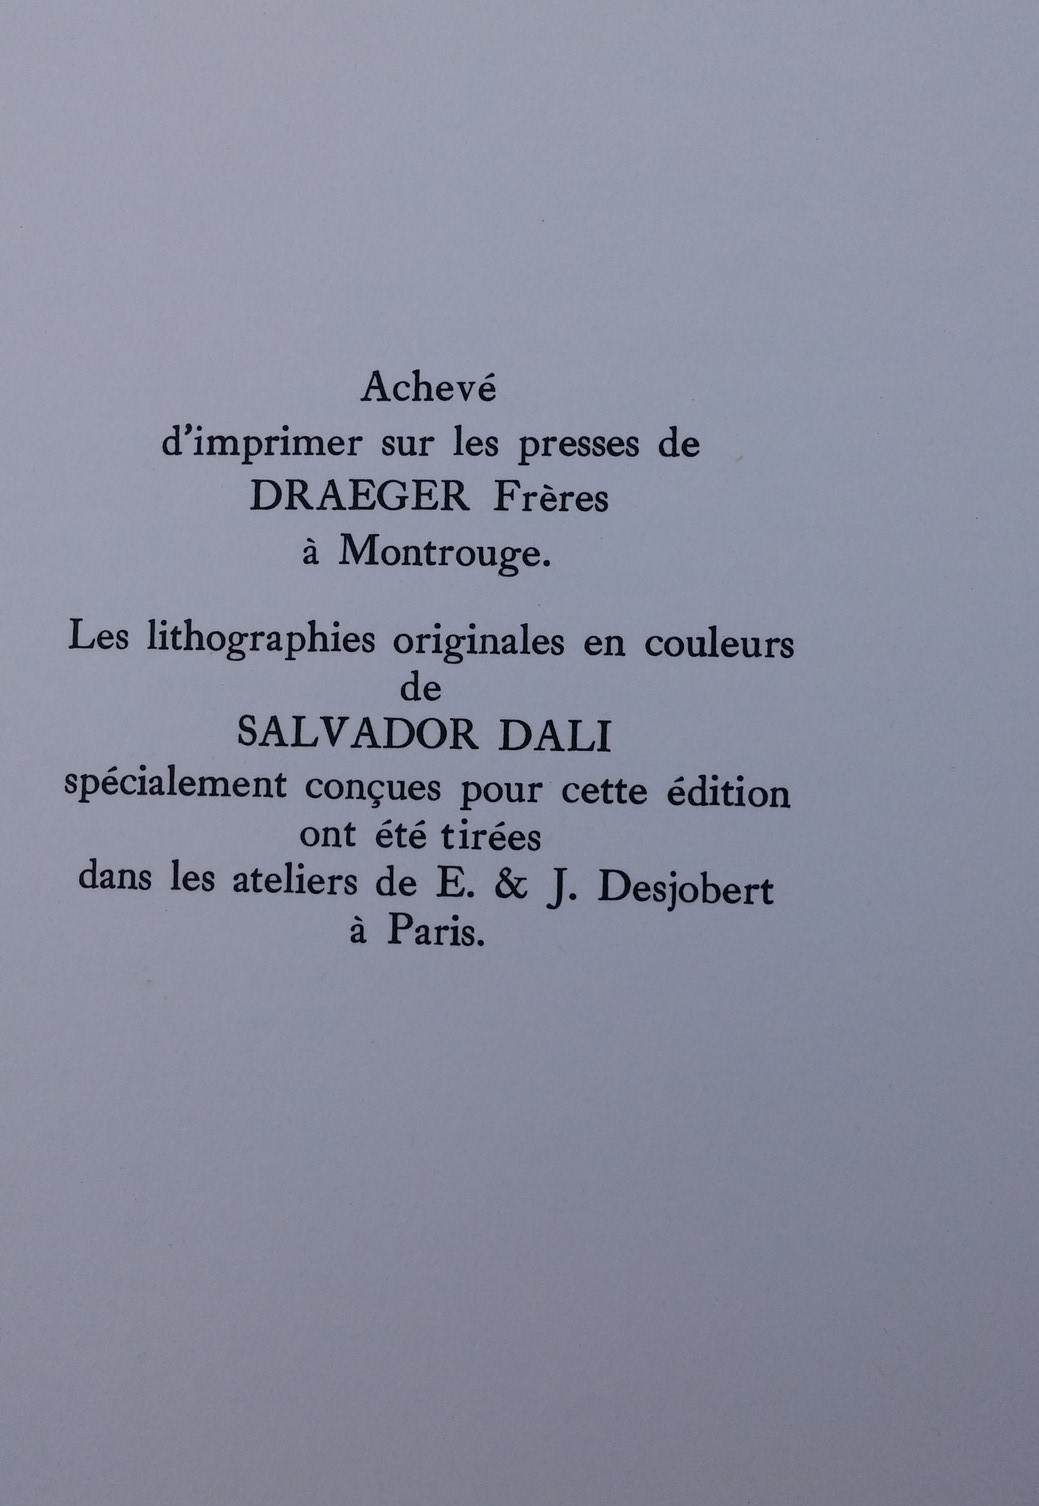 Achevé
d'imprimer sur les presses de
DRAEGER Frères
à Montrouge.
Les lithographies originales en couleurs
de
SALVADOR DALI
spécialement conçues pour cette édition
ont été tirées
dans les ateliers de E. & J. Desjobert
à Paris.